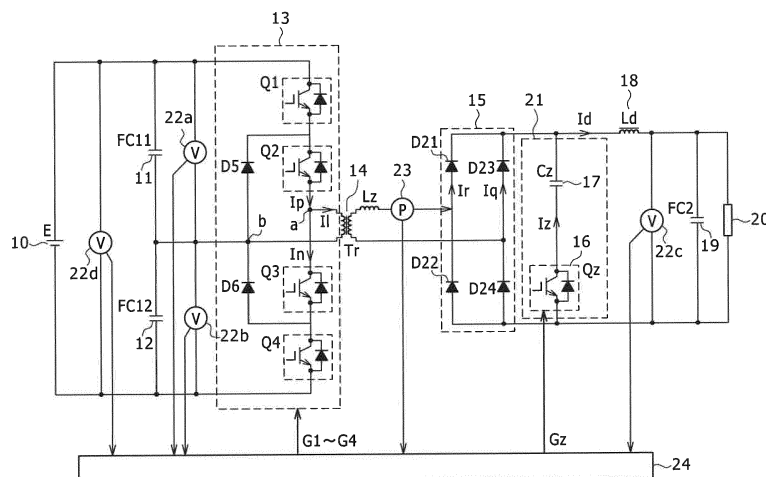 13
18
Q1
15
21
Id
Ld
22a
FC11
V
D21
D23
Q2
14
23
Cz
D5
Ip
Lz
Ir
Iq
17
11
b
a
Il
P
FC2
10
E
V
Iz
V
20
22d
Tr
16
22c
19
In
Q3
D22
D24
Qz
FC12
D6
V
12
22b
Q4
G1～G4
Gz
24